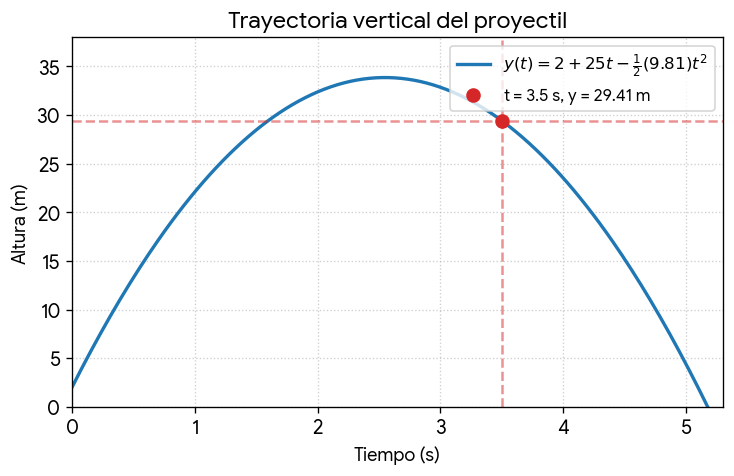 Trayectoria vertical del proyectil
y(t) = 2 + 25t − \frac{1}{2}(9.81)t²
t = 3.5 s, y = 29.41 m
Altura (m)
35
30
25
20
15
10
5
0
0 1 2 3 4 5
Tiempo (s)